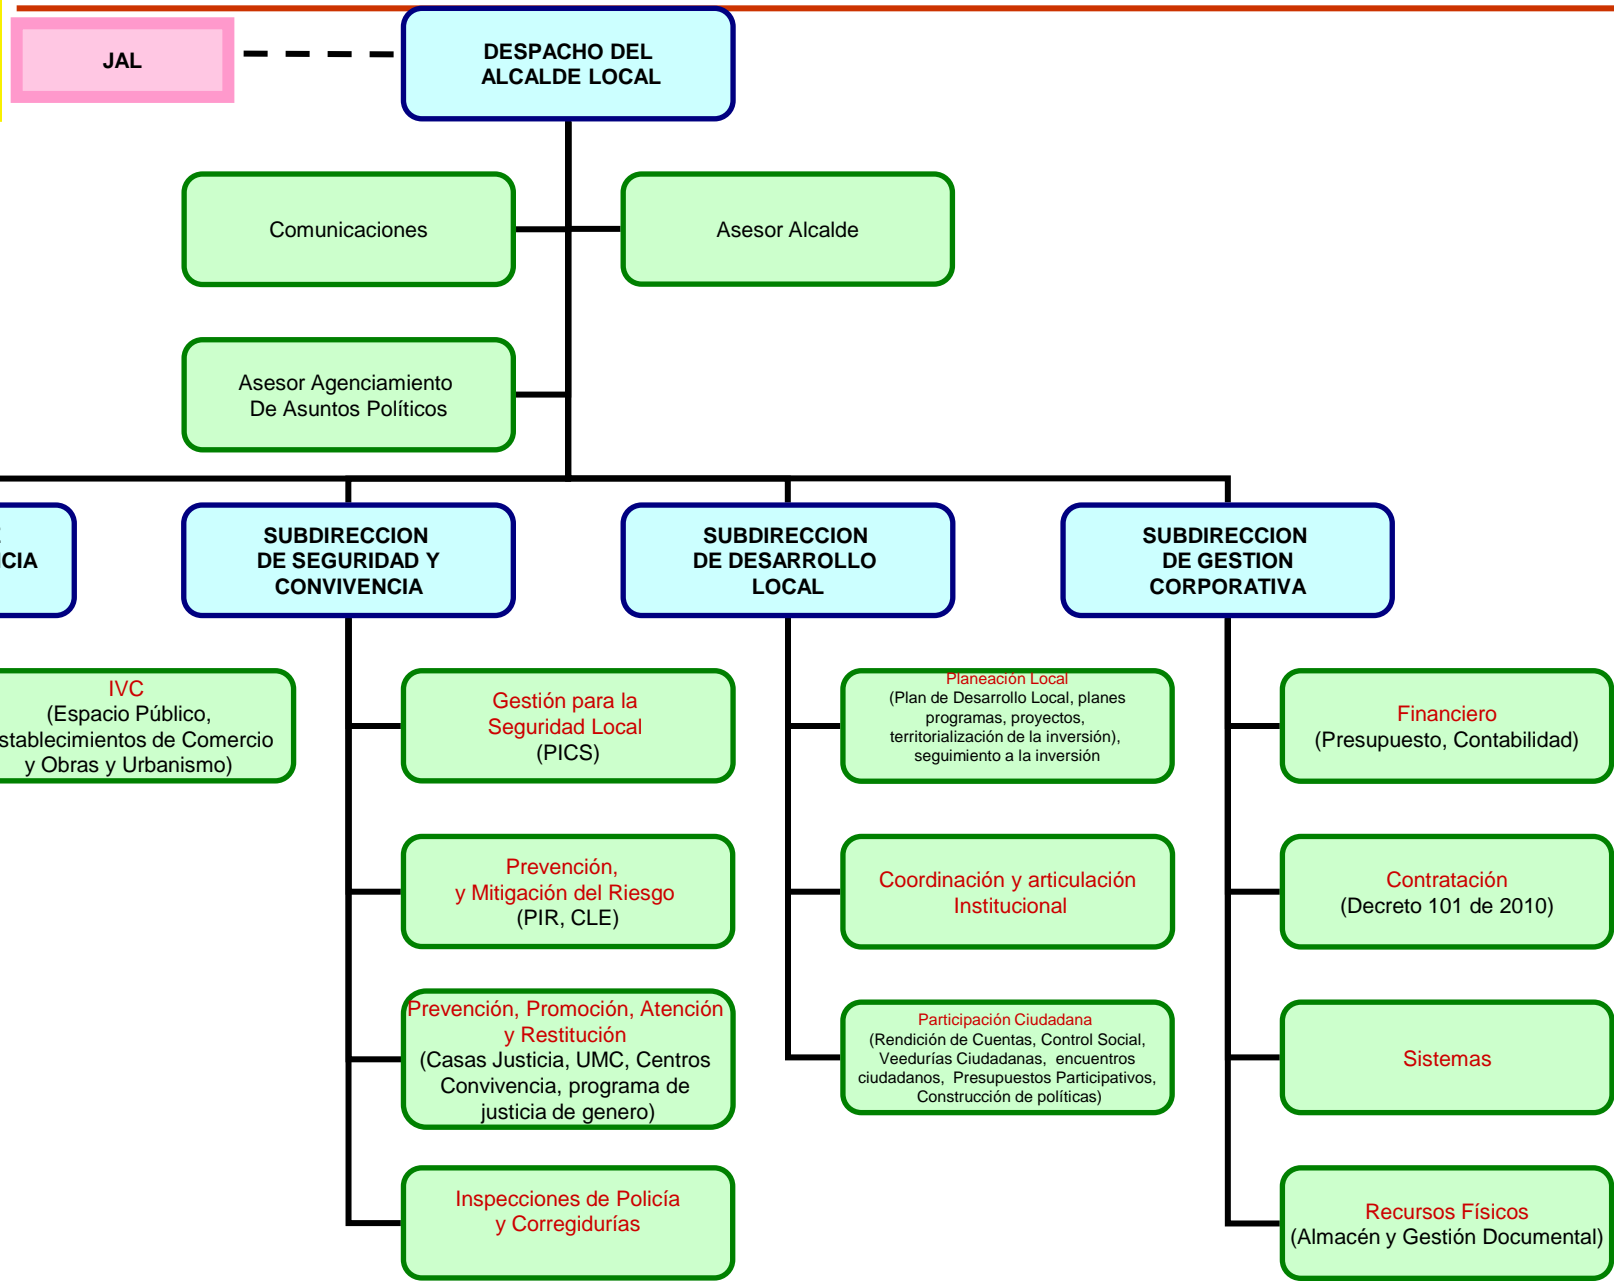 JAL
DESPACHO DEL
ALCALDE LOCAL
Comunicaciones
Asesor Alcalde
Asesor Agenciamiento
De Asuntos Políticos
SUBDIRECCION
DE SEGURIDAD Y
CONVIVENCIA
SUBDIRECCION
DE DESARROLLO
LOCAL
SUBDIRECCION
DE GESTION
CORPORATIVA
IVC
(Espacio Público,
stablecimientos de Comercio
y Obras y Urbanismo)
Gestión para la
Seguridad Local
(PICS)
Prevención,
y Mitigación del Riesgo
(PIR, CLE)
Prevención, Promoción, Atención
y Restitución
(Casas Justicia, UMC, Centros
Convivencia, programa de
justicia de genero)
Inspecciones de Policía
y Corregidurías
Planeación Local
(Plan de Desarrollo Local, planes
programas, proyectos,
territorialización de la inversión),
seguimiento a la inversión
Coordinación y articulación
Institucional
Participación Ciudadana
(Rendición de Cuentas, Control Social,
Veedurías Ciudadanas, encuentros
ciudadanos, Presupuestos Participativos,
Construcción de políticas)
Financiero
(Presupuesto, Contabilidad)
Contratación
(Decreto 101 de 2010)
Sistemas
Recursos Físicos
(Almacén y Gestión Documental)